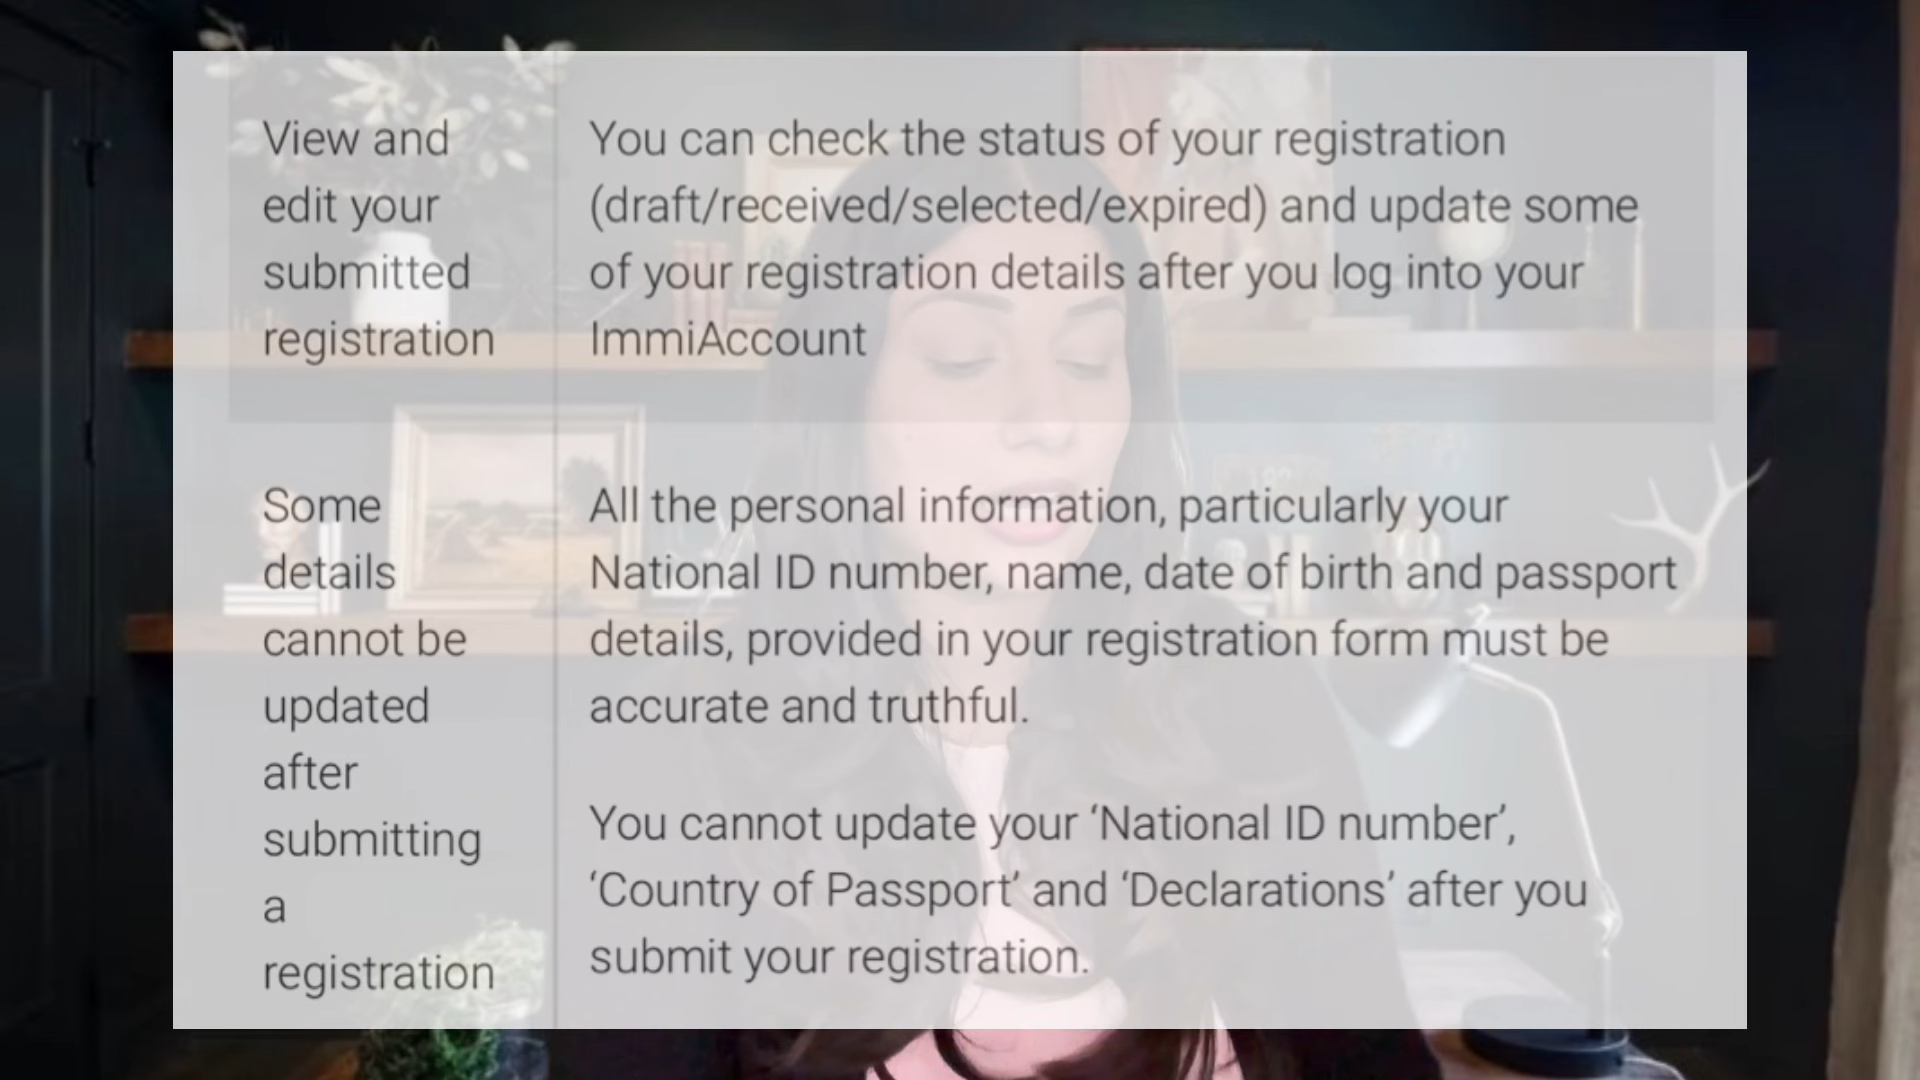 View and
edit your
submitted
registration
You can check the status of your registration
(draft/received/selected/expired) and update some
of your registration details after you log into your
ImmiAccount
Some
details
cannot be
updated
after
submitting
a
registration
All the personal information, particularly your
National ID number, name, date of birth and passport
details, provided in your registration form must be
accurate and truthful.
You cannot update your ‘National ID number’,
‘Country of Passport’ and ‘Declarations’ after you
submit your registration.